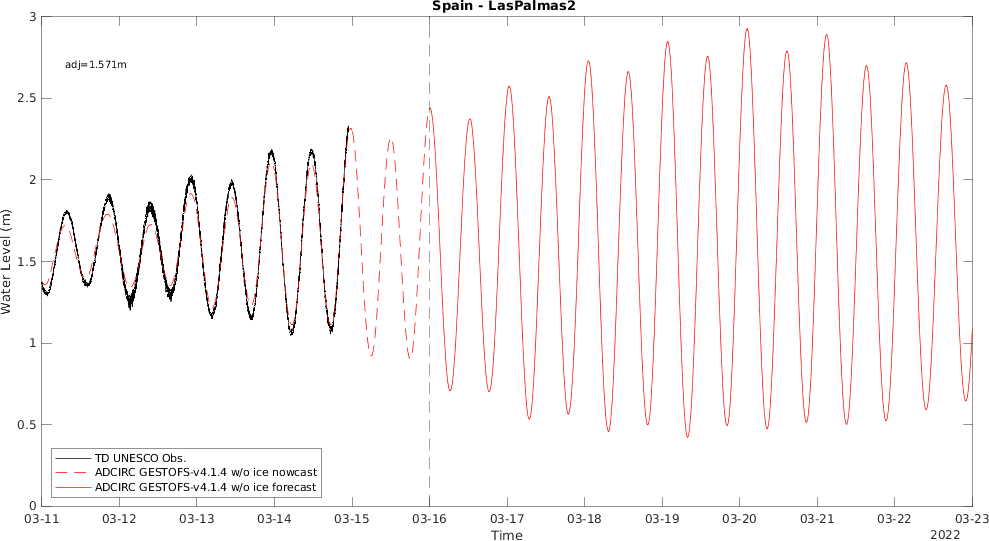 Spain - LasPalmas2
adj=1.571m
Water Level (m)
3
2.5
2
1.5
1
0.5
0
TD UNESCO Obs.
ADCIRC GESTOFS-v4.1.4 w/o ice nowcast
ADCIRC GESTOFS-v4.1.4 w/o ice forecast
03-11 03-12 03-13 03-14 03-15 03-16 03-17 03-18 03-19 03-20 03-21 03-22 03-23
Time
2022